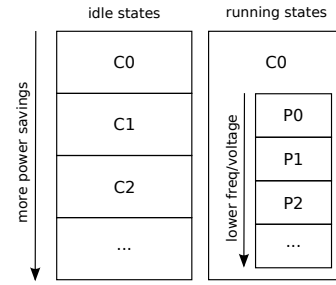 idle states
running states
more power savings
C0
C1
C2
...
C0
lower freq/voltage
P0
P1
P2
...